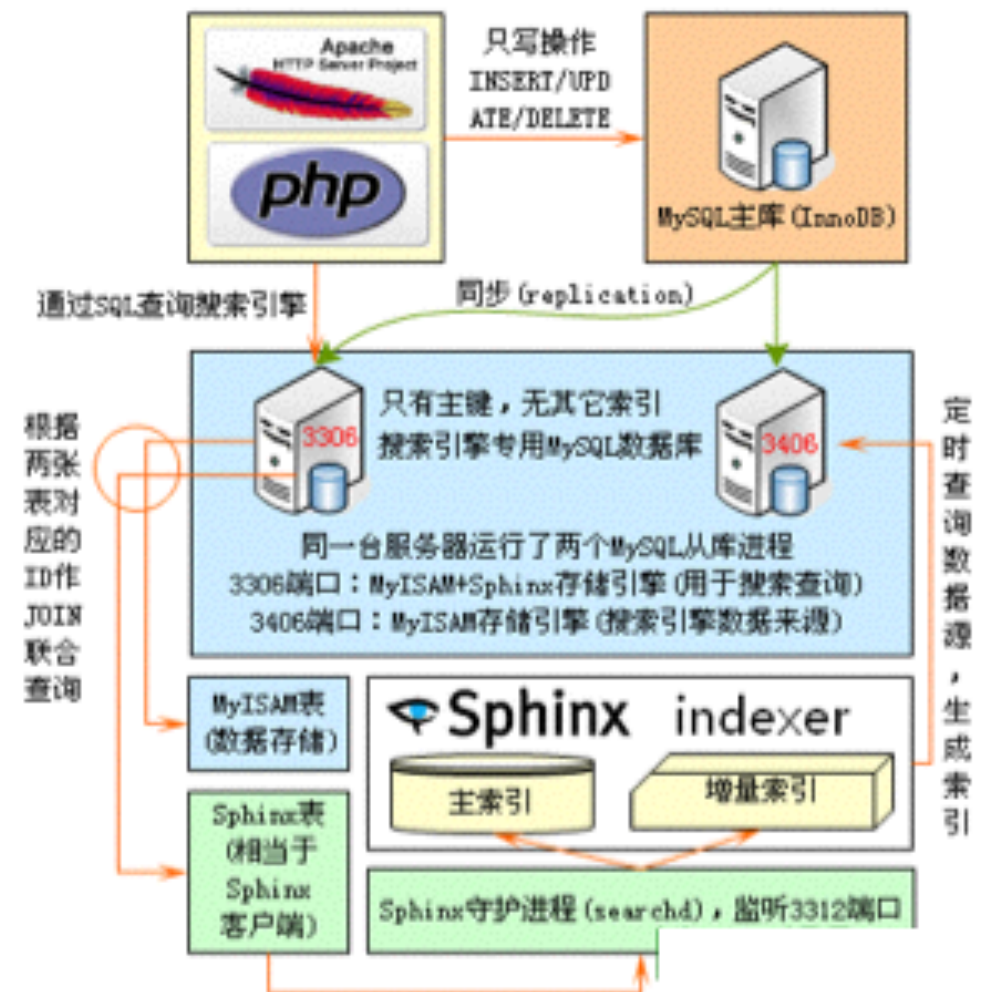 Apache
HTTP Server Project
php
只写操作
INSERT/UPD
ATE/DELETE
MySQL主库(InnoDB)
通过SQL查询搜索引擎
同步(replication)
3306
只有主键，无其它索引
搜索引擎专用MySQL数据库
3406
同一台服务器运行了两个MySQL从库进程
3306端口：MyISAM+Sphinx存储引擎(用于搜索查询)
3406端口：MyISAM存储引擎(搜索引擎数据来源)
根据
两张
表对
应的
ID作
JOIN
联合
查询
定
时
查
询
数
据
源
，
生
成
索
引
MyISAM表
(数据存储)
Sphinx indexer
主索引
增量索引
Sphinx表
(相当于
Sphinx
客户端)
Sphinx守护进程(searchd)，监听3312端口